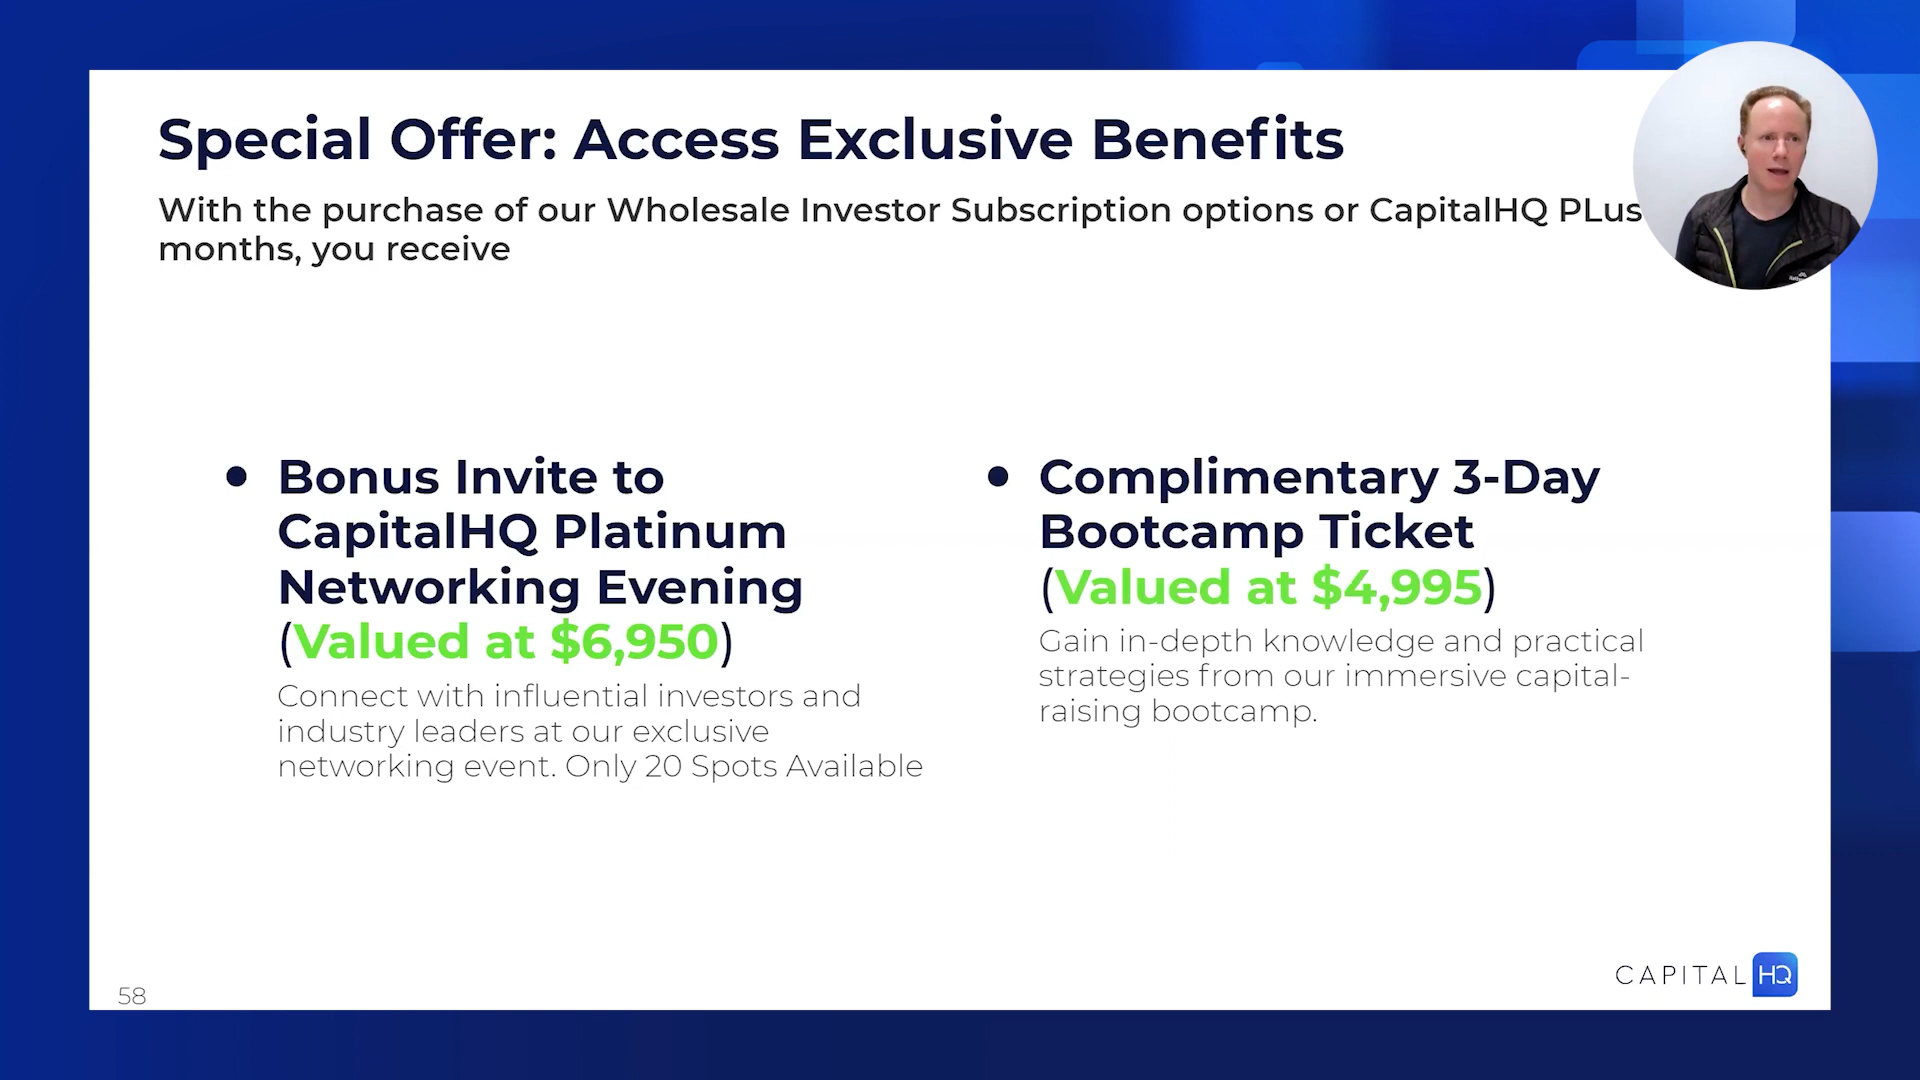 Special Offer: Access Exclusive Benefits
With the purchase of our Wholesale Investor Subscription options or CapitalHQ PLus
months, you receive
• Bonus Invite to
CapitalHQ Platinum
Networking Evening
(Valued at $6,950)
Connect with influential investors and
industry leaders at our exclusive
networking event. Only 20 Spots Available
• Complimentary 3-Day
Bootcamp Ticket
(Valued at $4,995)
Gain in-depth knowledge and practical
strategies from our immersive capital-
raising bootcamp.
58
CAPITAL HQ